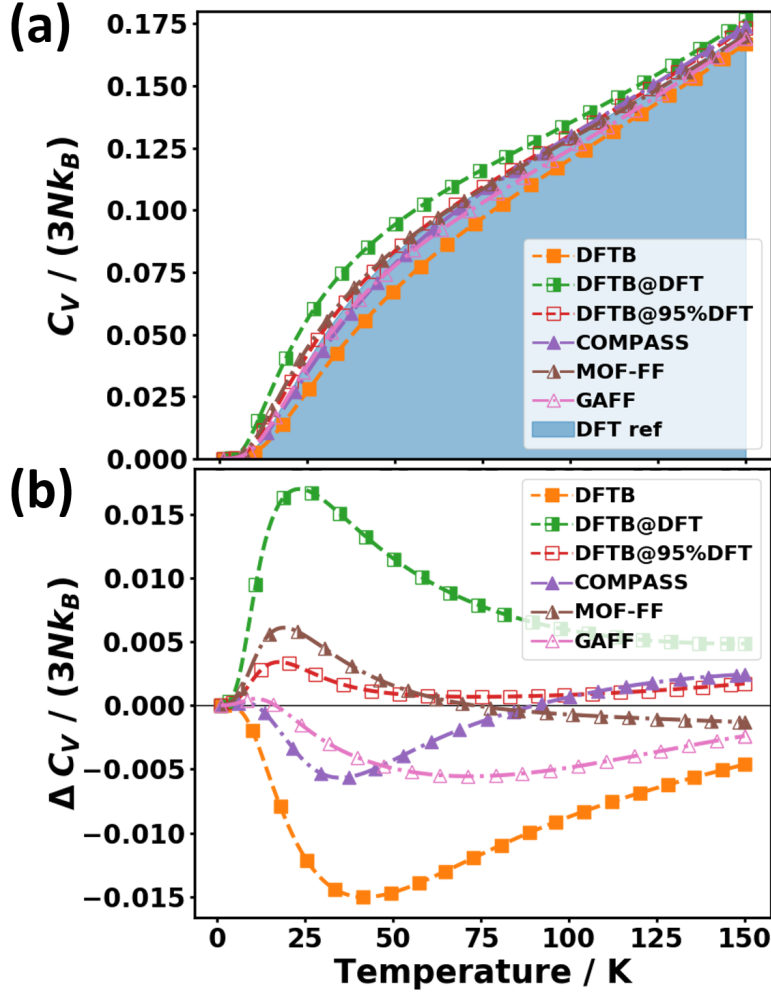 (a)
0.175
0.150
0.125
0.100
0.075
0.050
0.025
0.000
C_V / (3Nk_B)
DFTB
DFTB@DFT
DFTB@95%DFT
COMPASS
MOF-FF
GAFF
DFT ref
(b)
0.015
0.010
0.005
0.000
−0.005
−0.010
−0.015
Δ C_V / (3Nk_B)
DFTB
DFTB@DFT
DFTB@95%DFT
COMPASS
MOF-FF
GAFF
0 25 50 75 100 125 150
Temperature / K